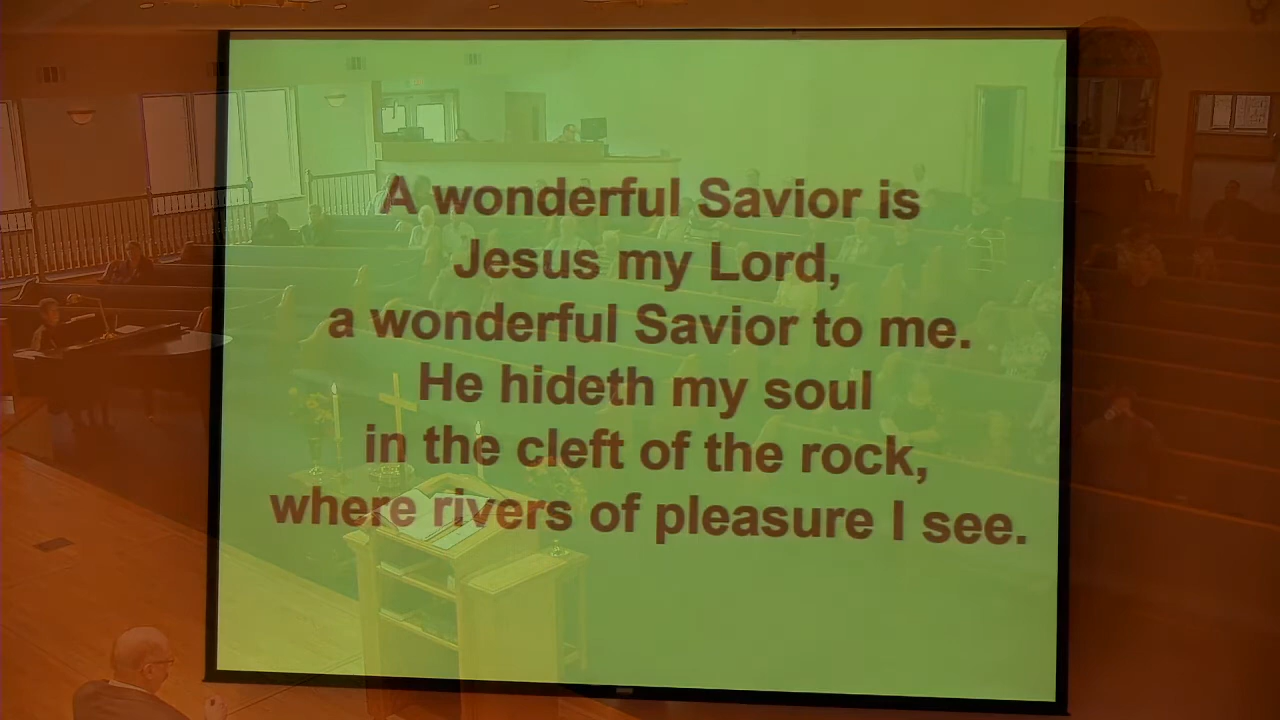 A wonderful Savior is
Jesus my Lord,
a wonderful Savior to me.
He hideth my soul
in the cleft of the rock,
where rivers of pleasure I see.